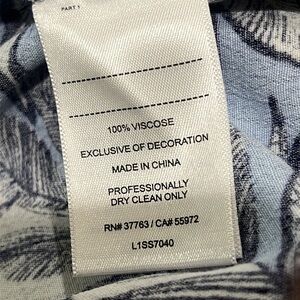 PART 1
100% VISCOSE
EXCLUSIVE OF DECORATION
MADE IN CHINA
PROFESSIONALLY
DRY CLEAN ONLY
RN# 37763 / CA# 55972
L1SS7040